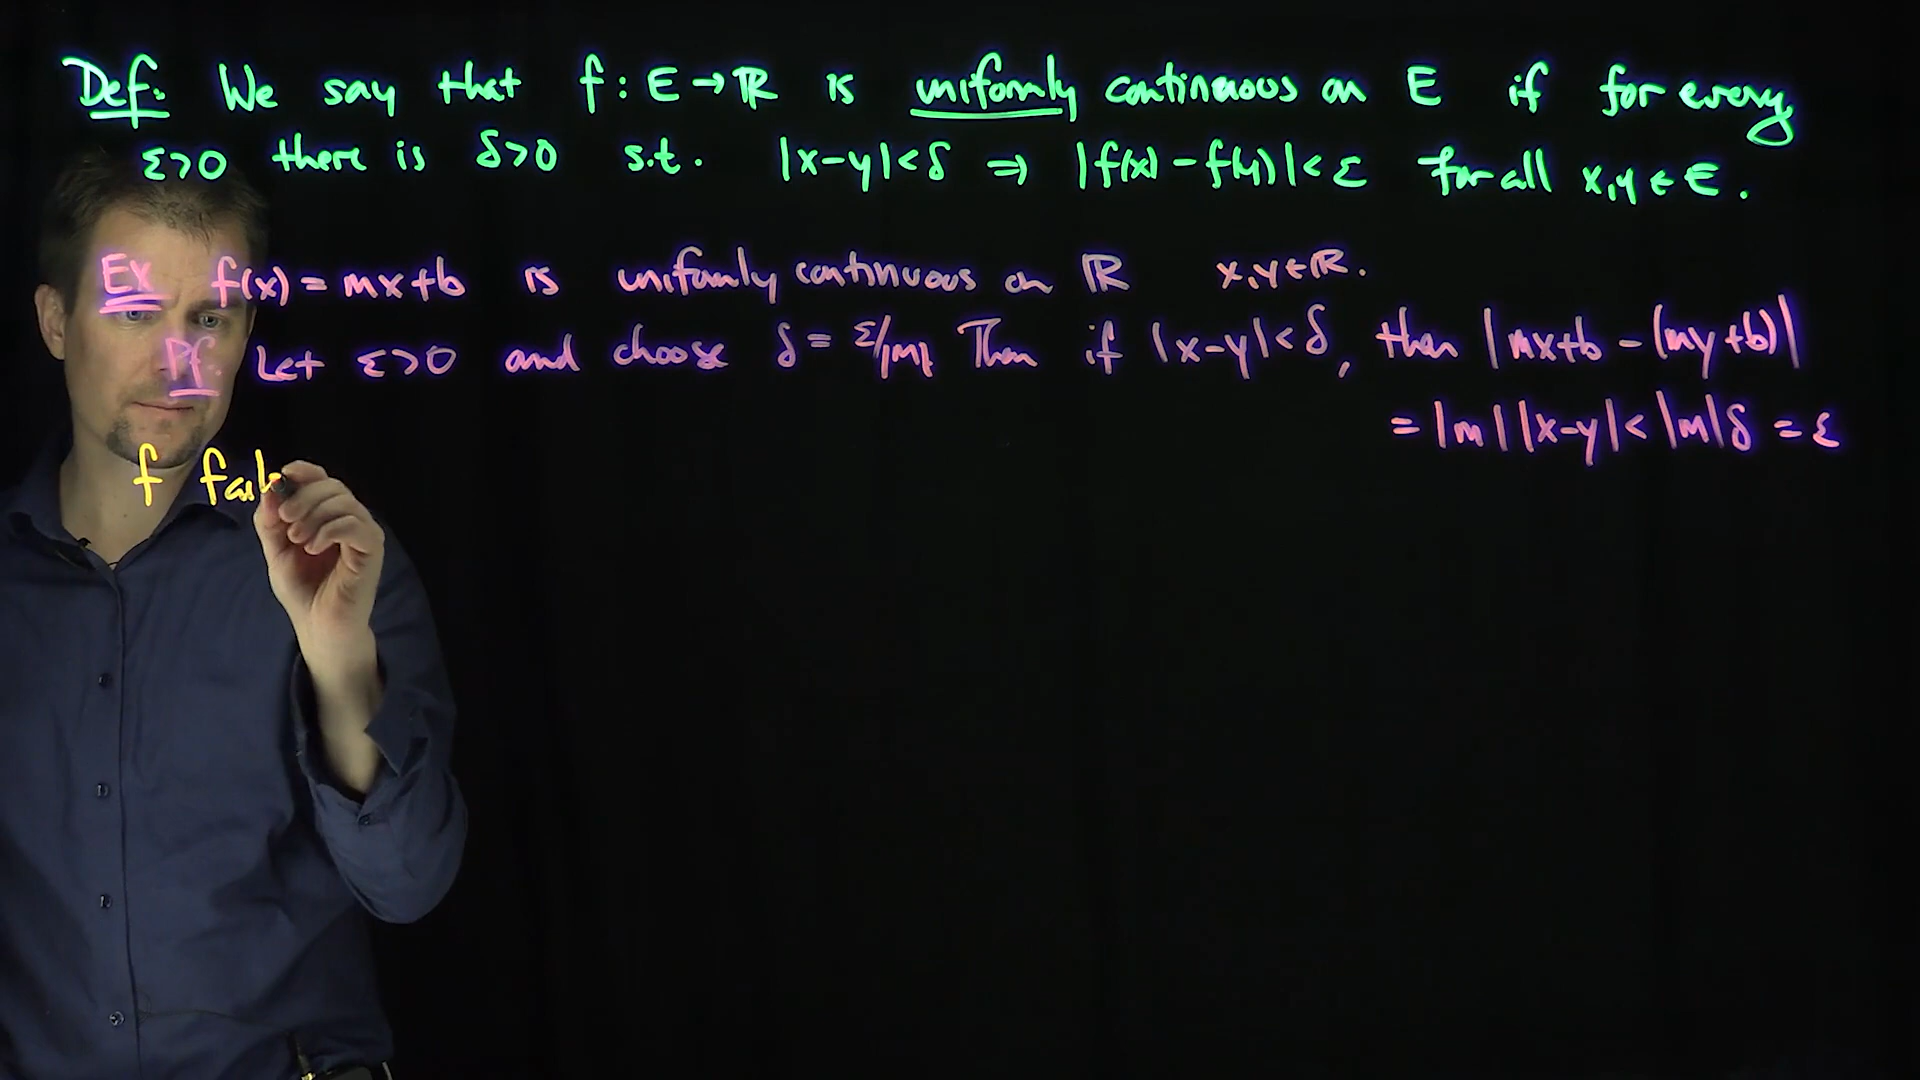 Def: We say that f: E → ℝ is uniformly continuous on E if for every
ε>0 there is δ>0 s.t. |x-y|<δ ⇒ |f(x) - f(y)|<ε for all x,y ∈ E.
Ex f(x) = mx+b is uniformly continuous on ℝ x,y ∈ ℝ.
Pf. Let ε>0 and choose δ = ε/|m|. Then if |x-y|<δ, then |mx+b - (my+b)|
= |m||x-y| < |m|δ = ε
f fails